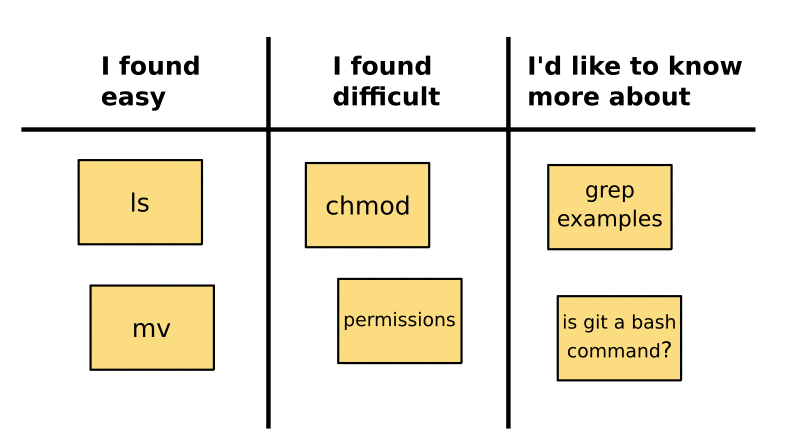 I found
easy
I found
difficult
I'd like to know
more about
ls
mv
chmod
permissions
grep
examples
is git a bash
command?